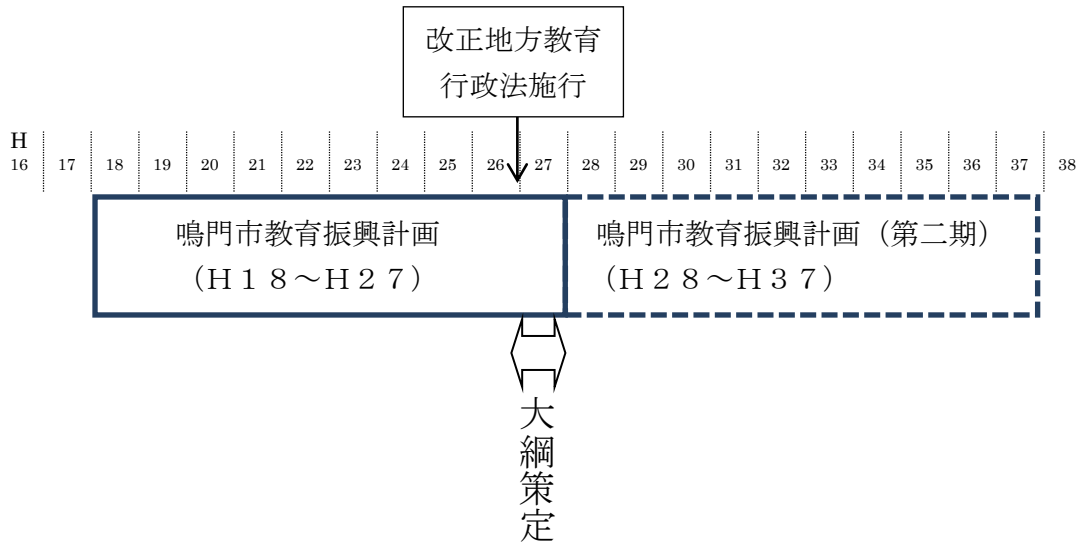 改正地方教育
行政法施行
H
16 17 18 19 20 21 22 23 24 25 26 27 28 29 30 31 32 33 34 35 36 37 38
鳴門市教育振興計画
（H１８～H２７）
鳴門市教育振興計画（第二期）
（H２８～H３７）
大綱策定